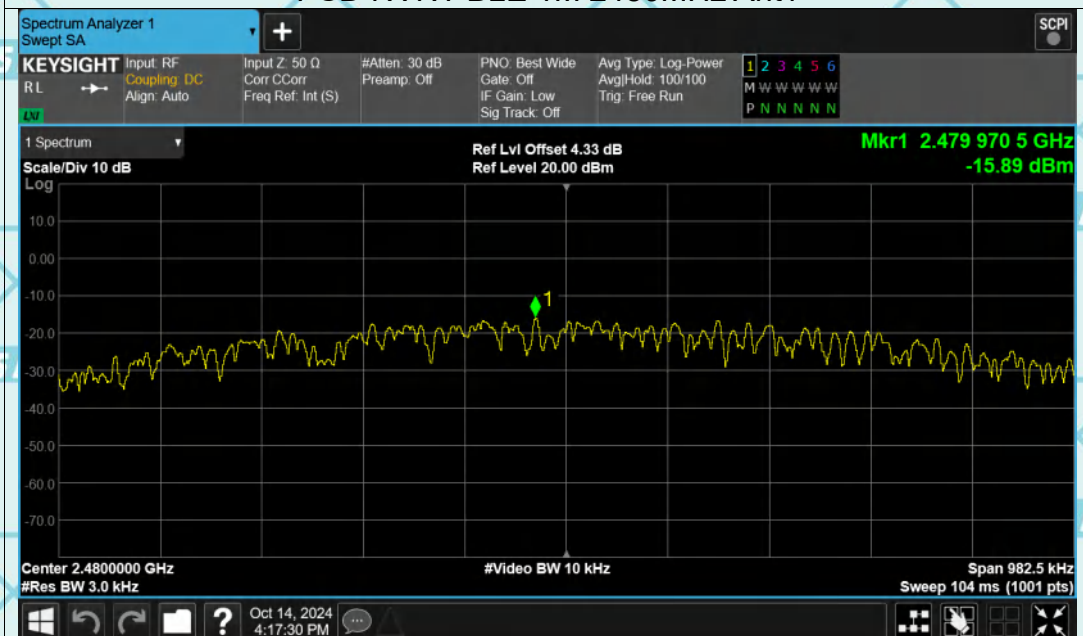 Spectrum Analyzer 1
Swept SA
+
SCPI
KEYSIGHT
RL
LXI
Input: RF
Coupling: DC
Align: Auto
Input Z: 50 Ω
Corr CCorr
Freq Ref: Int (S)
#Atten: 30 dB
Preamp: Off
PNO: Best Wide
Gate: Off
IF Gain: Low
Sig Track: Off
Avg Type: Log-Power
Avg|Hold: 100/100
Trig: Free Run
1 2 3 4 5 6
M W W W W W
P N N N N N
1 Spectrum
Scale/Div 10 dB
Log
Ref Lvl Offset 4.33 dB
Ref Level 20.00 dBm
Mkr1 2.479 970 5 GHz
-15.89 dBm
10.0
0.00
-10.0
1
-20.0
-30.0
-40.0
-50.0
-60.0
-70.0
Center 2.4800000 GHz
#Res BW 3.0 kHz
#Video BW 10 kHz
Span 982.5 kHz
Sweep 104 ms (1001 pts)
?
Oct 14, 2024
4:17:30 PM